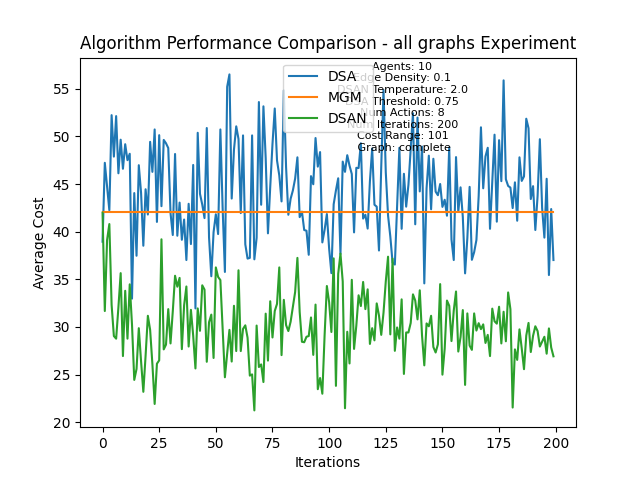 Algorithm Performance Comparison - all graphs Experiment
Agents: 10
Edge Density: 0.1
DSAN Temperature: 2.0
DSA Threshold: 0.75
Num Actions: 8
Num Iterations: 200
Cost Range: 101
Graph: complete
DSA
MGM
DSAN
Average Cost
55
50
45
40
35
30
25
20
0
25
50
75
100
125
150
175
200
Iterations